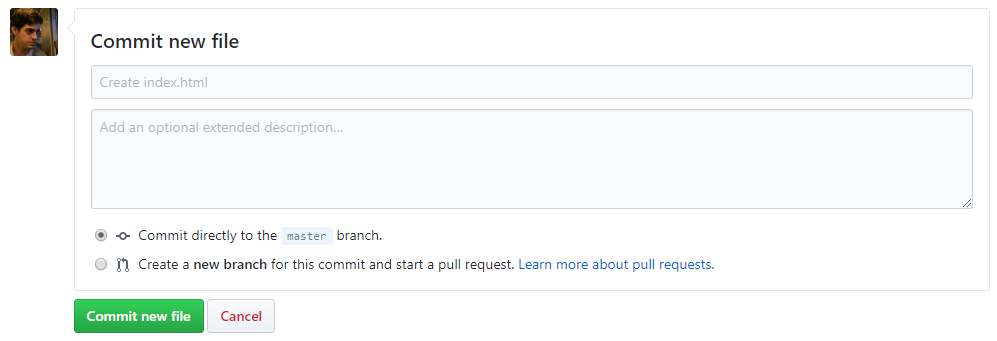 Commit new file
Create index.html
Add an optional extended description...
Commit directly to the master branch.
Create a new branch for this commit and start a pull request. Learn more about pull requests.
Commit new file
Cancel